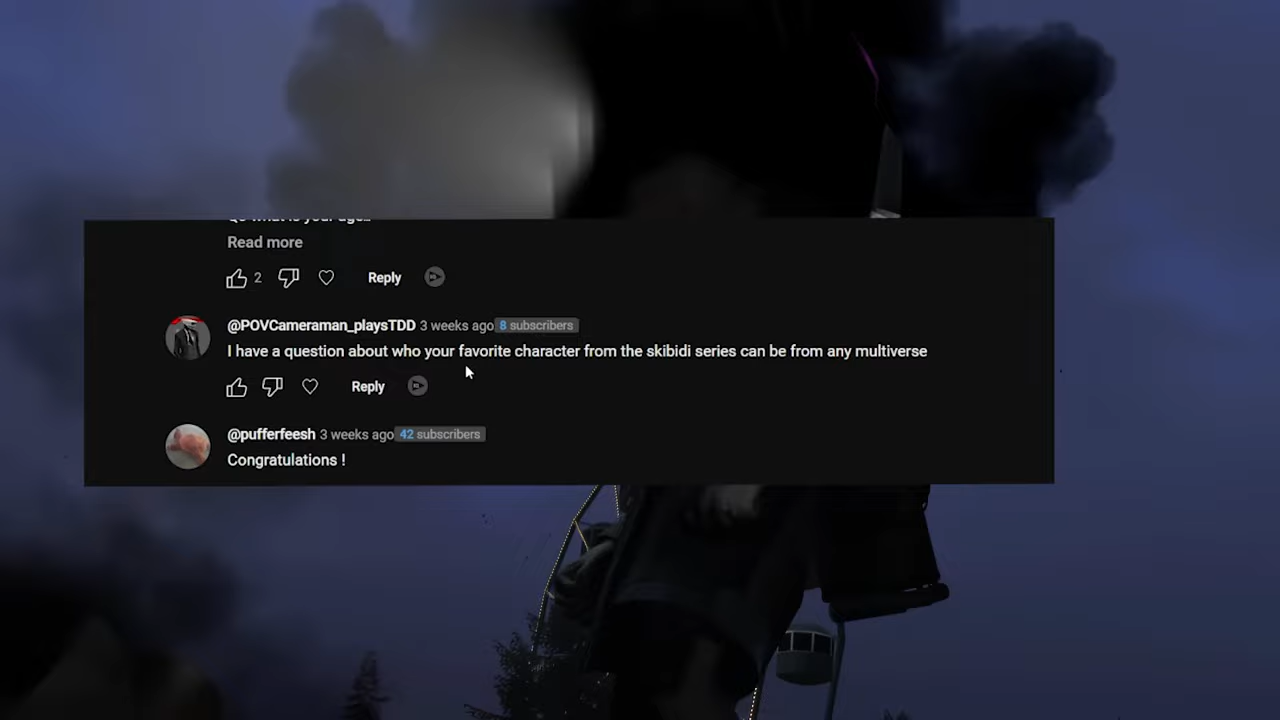 Read more
2
Reply
@POVCameraman_playsTDD 3 weeks ago 8 subscribers
I have a question about who your favorite character from the skibidi series can be from any multiverse
Reply
@pufferfeesh 3 weeks ago 42 subscribers
Congratulations !